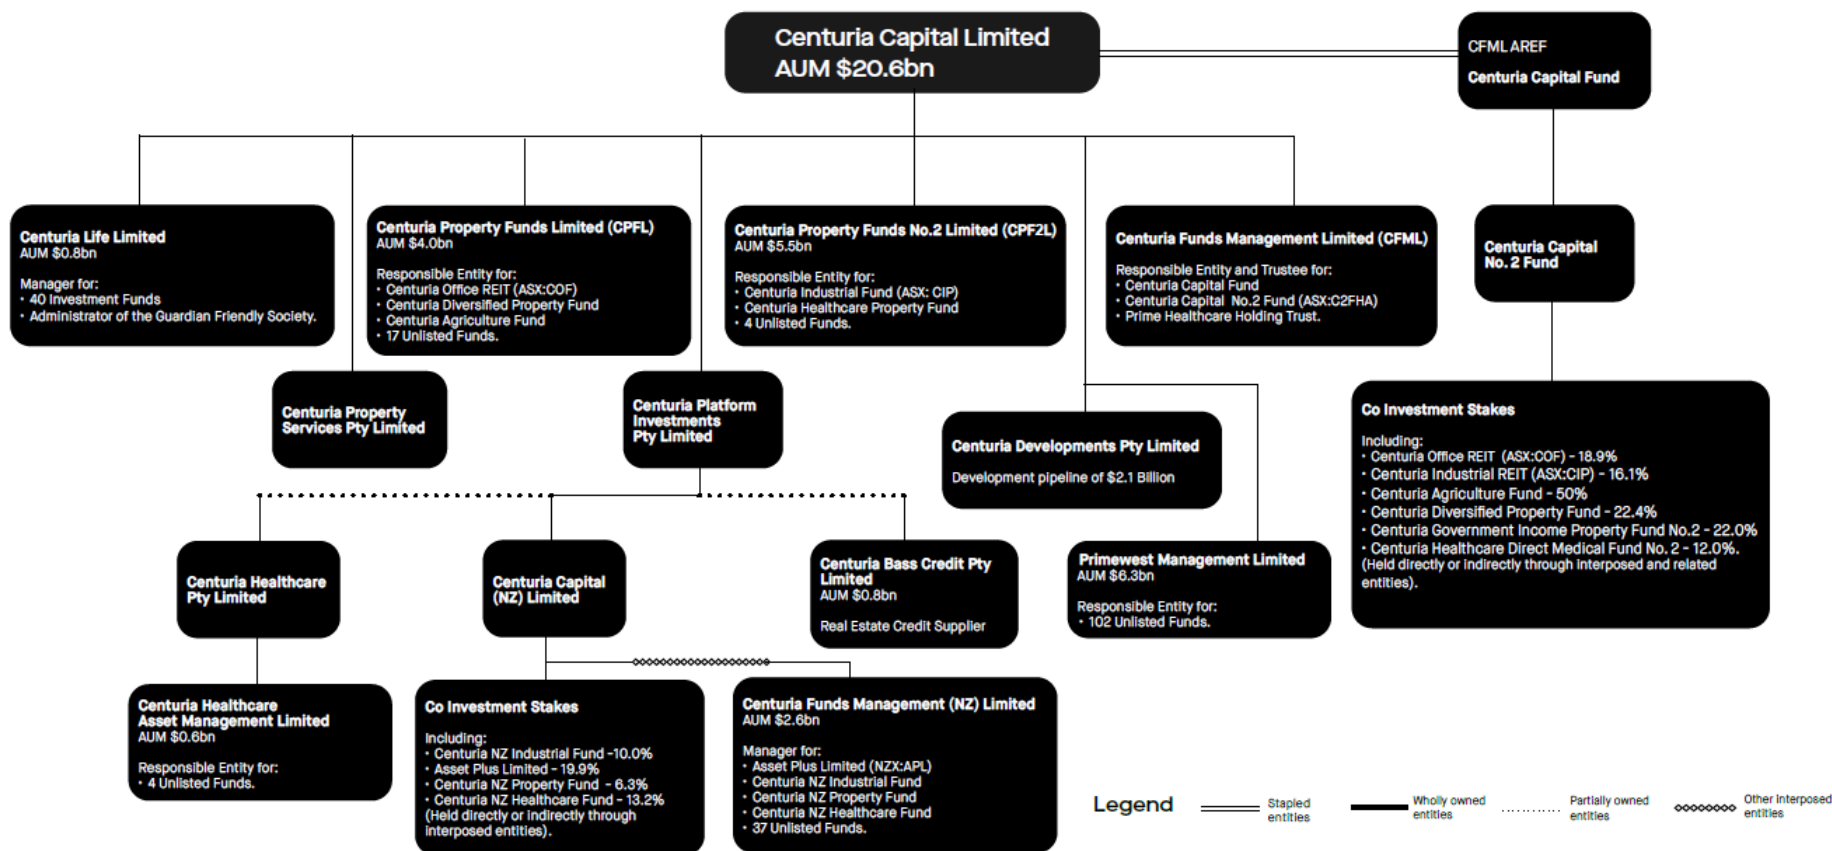 Centuria Capital Limited
AUM $20.6bn
CFML AREF
Centuria Capital Fund
Centuria Life Limited
AUM $0.8bn
Manager for:
• 40 Investment Funds
• Administrator of the Guardian Friendly Society.
Centuria Property Funds Limited (CPFL)
AUM $4.0bn
Responsible Entity for:
• Centuria Office REIT (ASX:COF)
• Centuria Diversified Property Fund
• Centuria Agriculture Fund
• 17 Unlisted Funds.
Centuria Property Funds No.2 Limited (CPF2L)
AUM $5.5bn
Responsible Entity for:
• Centuria Industrial Fund (ASX: CIP)
• Centuria Healthcare Property Fund
• 4 Unlisted Funds.
Centuria Funds Management Limited (CFML)
Responsible Entity and Trustee for:
• Centuria Capital Fund
• Centuria Capital No.2 Fund (ASX:C2FHA)
• Prime Healthcare Holding Trust.
Centuria Capital
No. 2 Fund
Centuria Property
Services Pty Limited
Centuria Platform
Investments
Pty Limited
Centuria Developments Pty Limited
Development pipeline of $2.1 Billion
Co Investment Stakes
Including:
• Centuria Office REIT (ASX:COF) - 18.9%
• Centuria Industrial REIT (ASX:CIP) - 16.1%
• Centuria Agriculture Fund - 50%
• Centuria Diversified Property Fund - 22.4%
• Centuria Government Income Property Fund No.2 - 22.0%
• Centuria Healthcare Direct Medical Fund No. 2 - 12.0%.
(Held directly or indirectly through interposed and related
entities).
Centuria Healthcare
Pty Limited
Centuria Capital
(NZ) Limited
Centuria Bass Credit Pty
Limited
AUM $0.8bn
Real Estate Credit Supplier
Primewest Management Limited
AUM $6.3bn
Responsible Entity for:
• 102 Unlisted Funds.
Centuria Healthcare
Asset Management Limited
AUM $0.6bn
Responsible Entity for:
• 4 Unlisted Funds.
Co Investment Stakes
Including:
• Centuria NZ Industrial Fund -10.0%
• Asset Plus Limited - 19.9%
• Centuria NZ Property Fund - 6.3%
• Centuria NZ Healthcare Fund - 13.2%
(Held directly or indirectly through
interposed entities).
Centuria Funds Management (NZ) Limited
AUM $2.6bn
Manager for:
• Asset Plus Limited (NZX:APL)
• Centuria NZ Industrial Fund
• Centuria NZ Property Fund
• Centuria NZ Healthcare Fund
• 37 Unlisted Funds.
Legend
Stapled
entities
Wholly owned
entities
Partially owned
entities
Other Interposed
entities